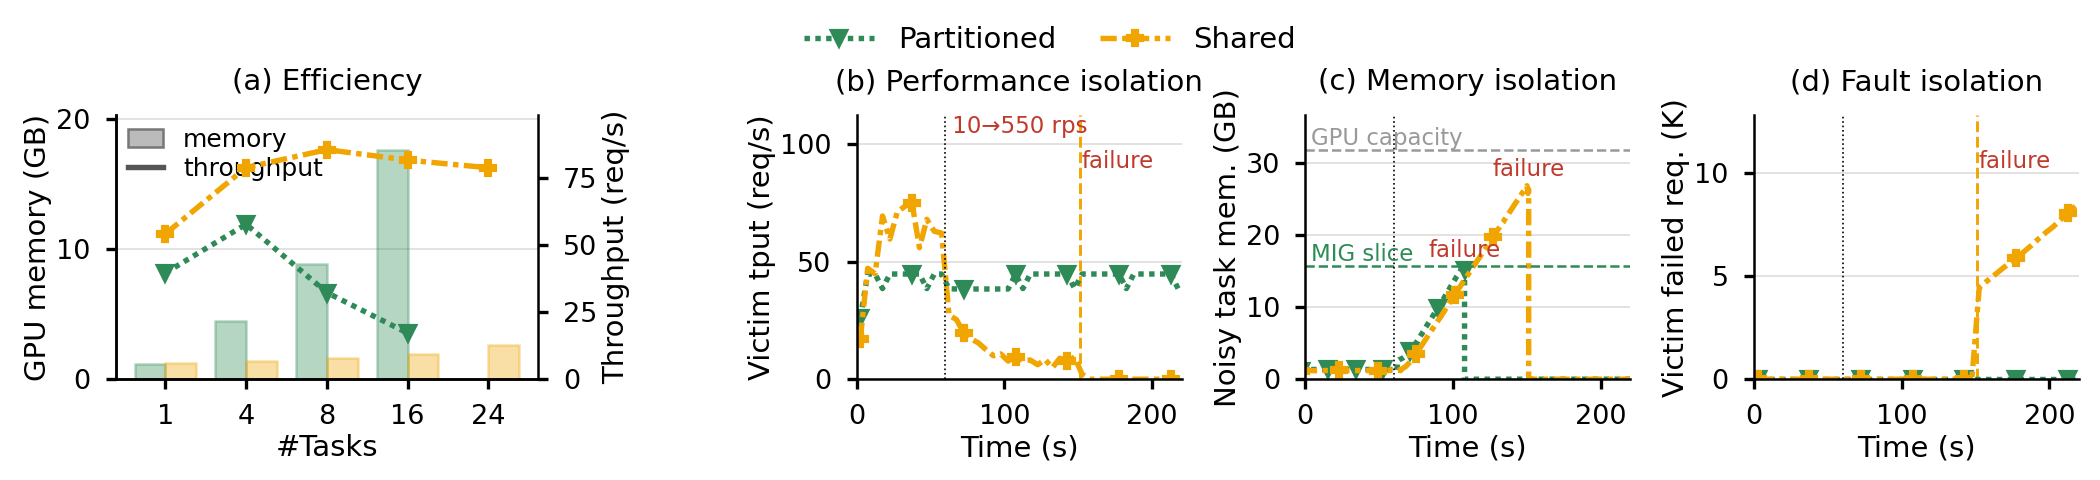 Partitioned
Shared
(a) Efficiency
GPU memory (GB)
20
10
0
memory
throughput
75
50
25
0
Throughput (req/s)
1 4 8 16 24
#Tasks
(b) Performance isolation
Victim tput (req/s)
100
50
0
10→550 rps
failure
0 100 200
Time (s)
(c) Memory isolation
Noisy task mem. (GB)
30
20
10
0
GPU capacity
failure
MIG slice
failure
0 100 200
Time (s)
(d) Fault isolation
Victim failed req. (K)
10
5
0
failure
0 100 200
Time (s)